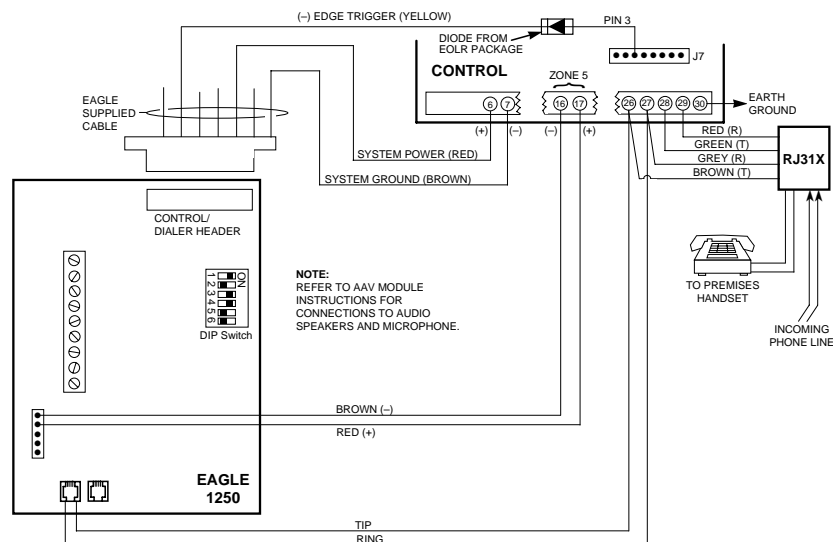 (–) EDGE TRIGGER (YELLOW)
PIN 3
DIODE FROM
EOLR PACKAGE
J7
CONTROL
ZONE 5
EAGLE
SUPPLIED
CABLE
6 7 16 17 26 27 28 29 30
EARTH
GROUND
(+) (–) (–) (+)
RED (R)
GREEN (T)
GREY (R)
BROWN (T)
RJ31X
SYSTEM POWER (RED)
SYSTEM GROUND (BROWN)
CONTROL/
DIALER HEADER
ON
1
2
3
4
5
6
DIP Switch
NOTE:
REFER TO AAV MODULE
INSTRUCTIONS FOR
CONNECTIONS TO AUDIO
SPEAKERS AND MICROPHONE.
TO PREMISES
HANDSET
INCOMING
PHONE LINE
BROWN (–)
RED (+)
EAGLE
1250
TIP
RING